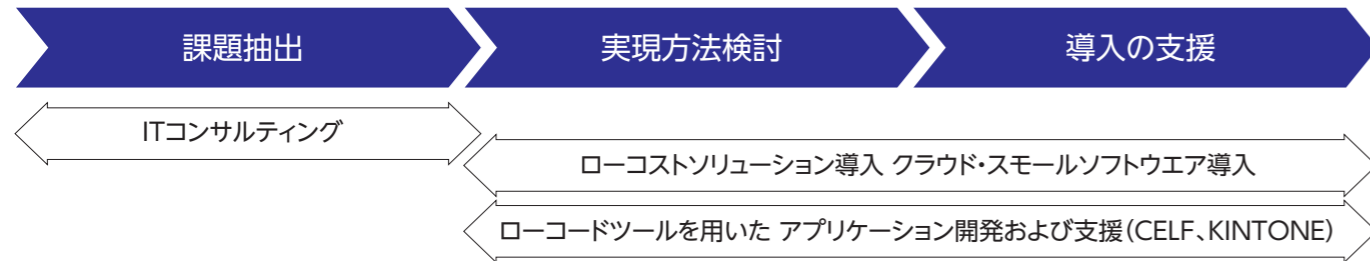 課題抽出
実現方法検討
導入の支援
ITコンサルティング
ローコストソリューション導入 クラウド・スモールソフトウエア導入
ローコードツールを用いた アプリケーション開発および支援(CELF、KINTONE)